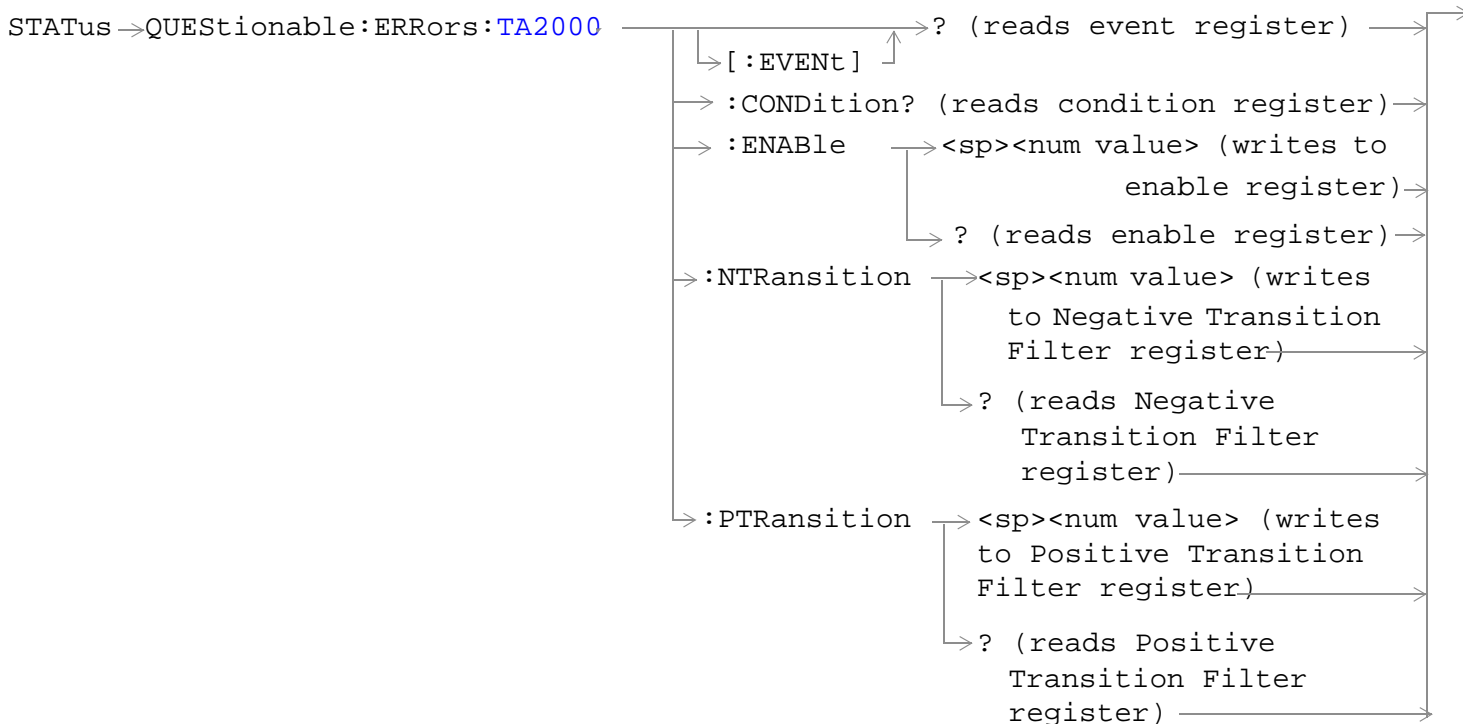 STATus QUEStionable:ERRors:TA2000 ? (reads event register)
[:EVENt]
:CONDition? (reads condition register)
:ENABle <sp><num value> (writes to
enable register)
? (reads enable register)
:NTRansition <sp><num value> (writes
to Negative Transition
Filter register)
? (reads Negative
Transition Filter
register)
:PTRansition <sp><num value> (writes
to Positive Transition
Filter register)
? (reads Positive
Transition Filter
register)